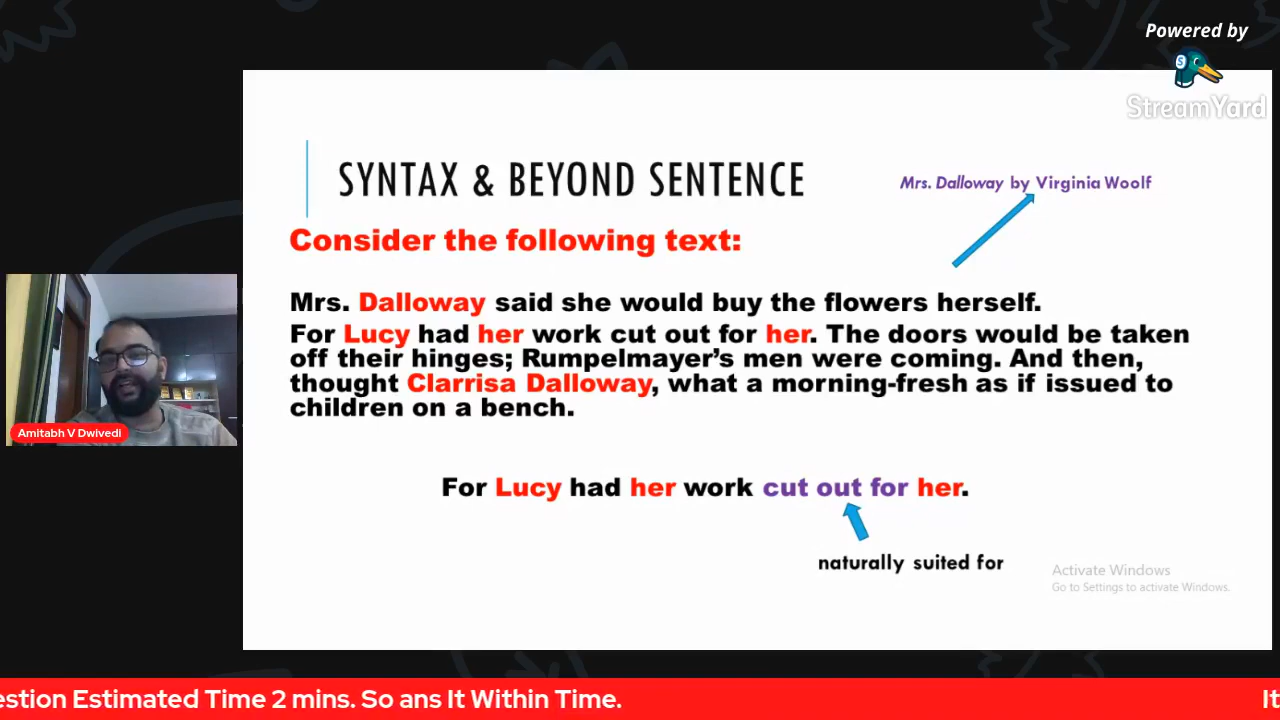 Powered by
StreamYard
SYNTAX & BEYOND SENTENCE
Mrs. Dalloway by Virginia Woolf
Consider the following text:
Mrs. Dalloway said she would buy the flowers herself.
For Lucy had her work cut out for her. The doors would be taken
off their hinges; Rumpelmayer’s men were coming. And then,
thought Clarrisa Dalloway, what a morning-fresh as if issued to
children on a bench.
For Lucy had her work cut out for her.
naturally suited for
Activate Windows
Go to Settings to activate Windows.
Amitabh V Dwivedi
estion Estimated Time 2 mins. So ans It Within Time.
It